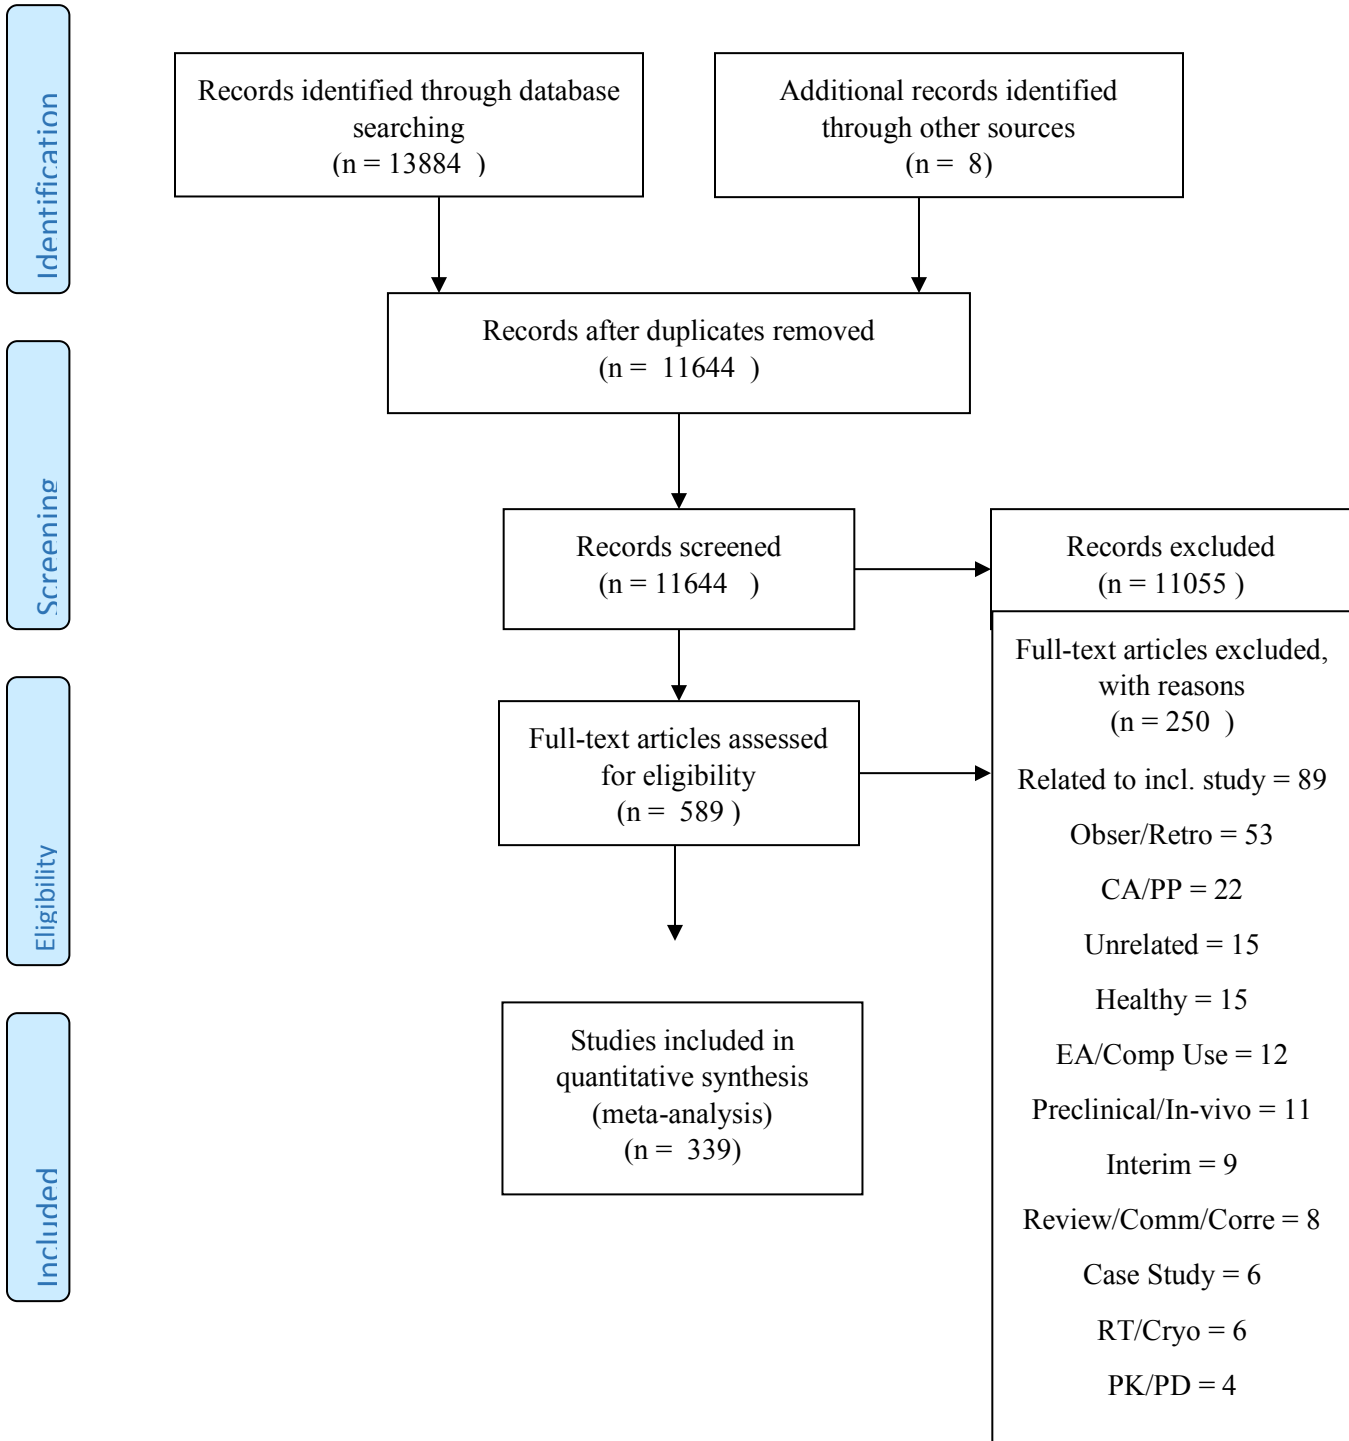 Identification
Records identified through database
searching
(n = 13884  )
Additional records identified
through other sources
(n =  8)
Records after duplicates removed
(n =  11644  )
Screening
Records screened
(n = 11644   )
Records excluded
(n = 11055 )
Eligibility
Full-text articles assessed
for eligibility
(n =  589 )
Full-text articles excluded,
with reasons
(n = 250  )
Related to incl. study = 89
Obser/Retro = 53
CA/PP = 22
Unrelated = 15
Healthy = 15
EA/Comp Use = 12
Preclinical/In-vivo = 11
Interim = 9
Review/Comm/Corre = 8
Case Study = 6
RT/Cryo = 6
PK/PD = 4
Included
Studies included in
quantitative synthesis
(meta-analysis)
(n =  339)